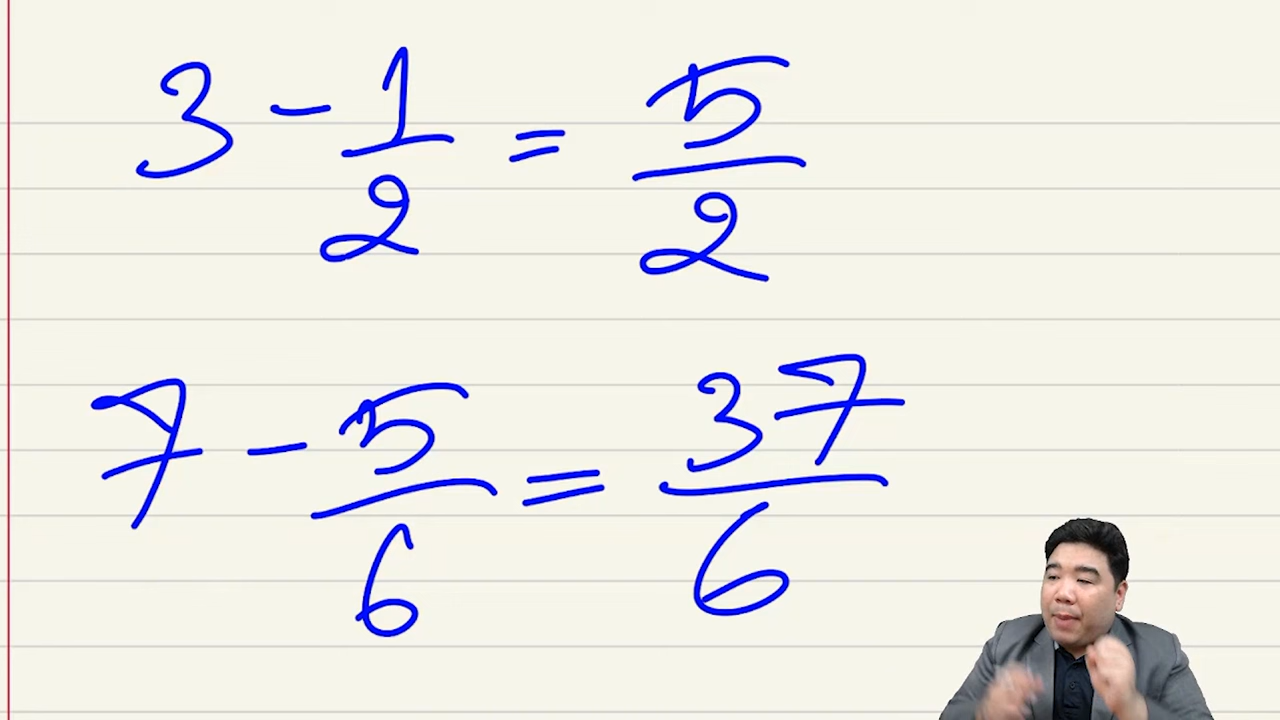 3 - 1/2 = 5/2
7 - 5/6 = 37/6